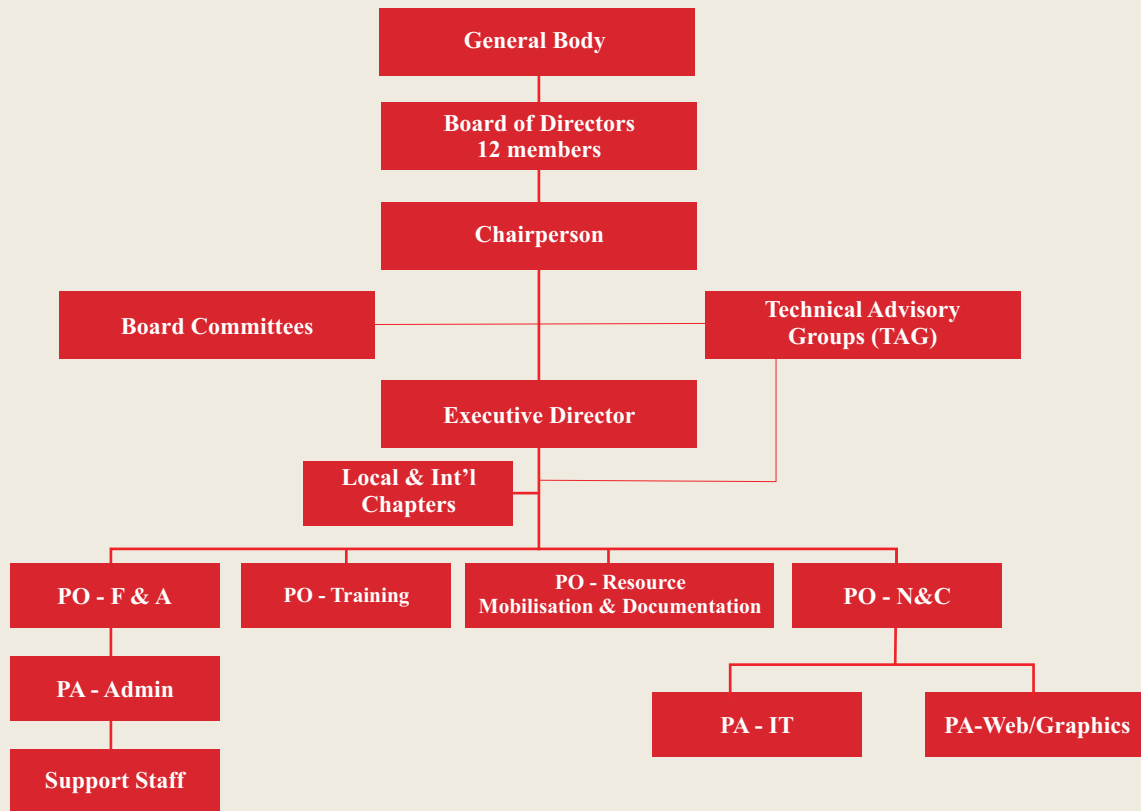 General Body
Board of Directors
12 members
Chairperson
Board Committees
Technical Advisory
Groups (TAG)
Executive Director
Local & Int’l
Chapters
PO - F & A
PO - Training
PO - Resource
Mobilisation & Documentation
PO - N&C
PA - Admin
PA - IT
PA-Web/Graphics
Support Staff